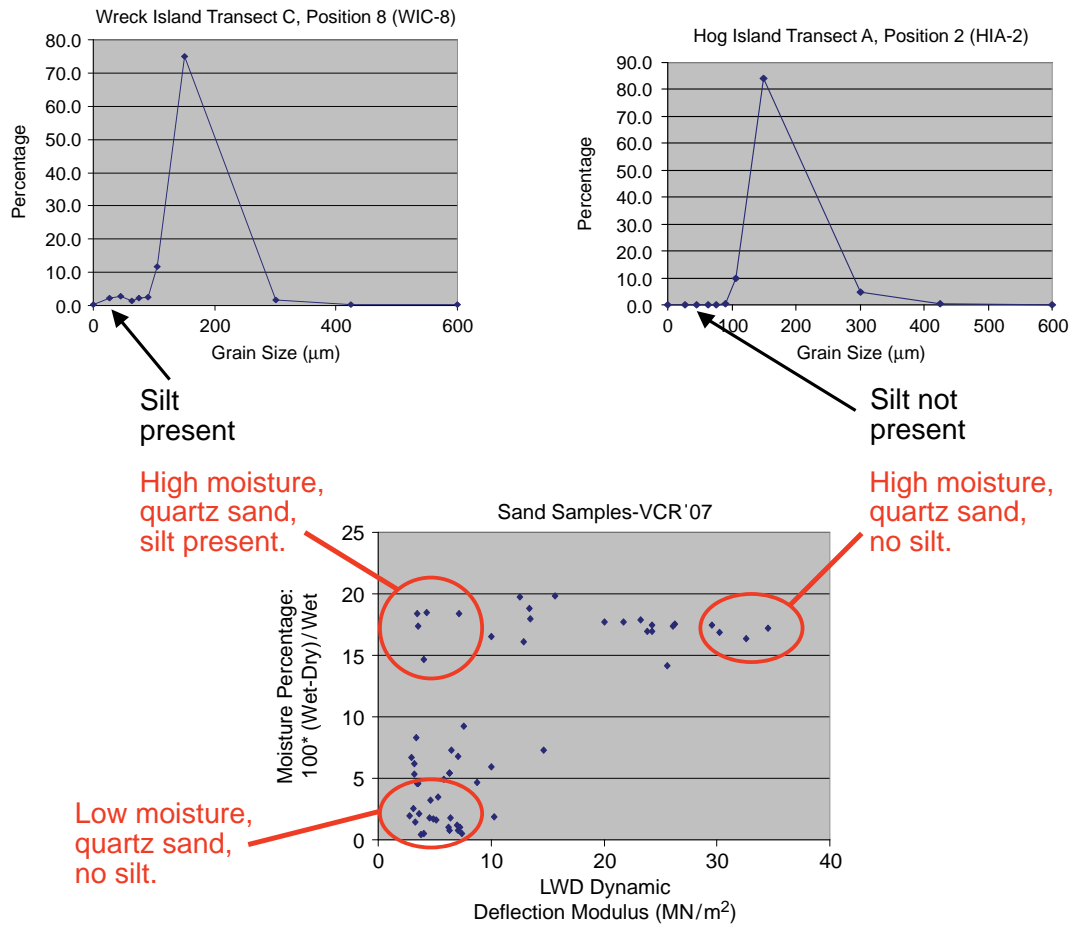 Wreck Island Transect C, Position 8 (WIC-8)
80.0
70.0
60.0
50.0
40.0
30.0
20.0
10.0
0.0
Percentage
0 200 400 600
Grain Size (μm)
Silt
present
Hog Island Transect A, Position 2 (HIA-2)
90.0
80.0
70.0
60.0
50.0
40.0
30.0
20.0
10.0
0.0
Percentage
0 100 200 300 400 500 600
Grain Size (μm)
Silt not
present
High moisture,
quartz sand,
silt present.
High moisture,
quartz sand,
no silt.
Sand Samples-VCR'07
25
20
15
10
5
0
Moisture Percentage:
100* (Wet-Dry)/Wet
Low moisture,
quartz sand,
no silt.
0 10 20 30 40
LWD Dynamic
Deflection Modulus (MN/m²)